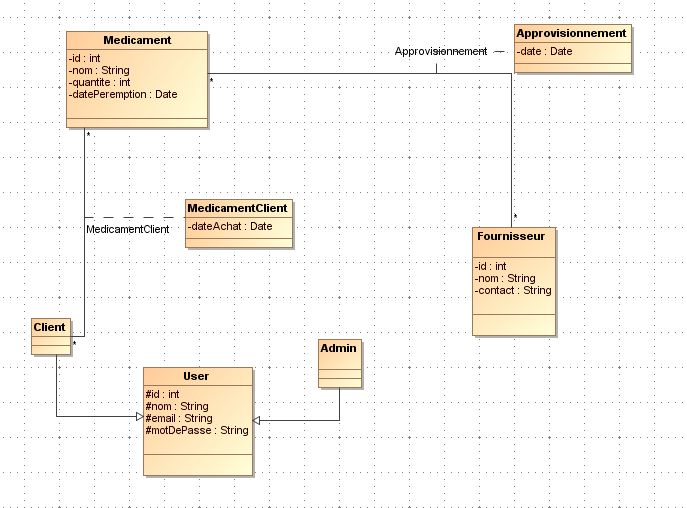 Medicament
-id : int
-nom : String
-quantite : int
-datePeremption : Date
*
*
Approvisionnement
Approvisionnement
-date : Date
MedicamentClient
-dateAchat : Date
MedicamentClient
*
Fournisseur
-id : int
-nom : String
-contact : String
Client
*
Admin
User
#id : int
#nom : String
#email : String
#motDePasse : String